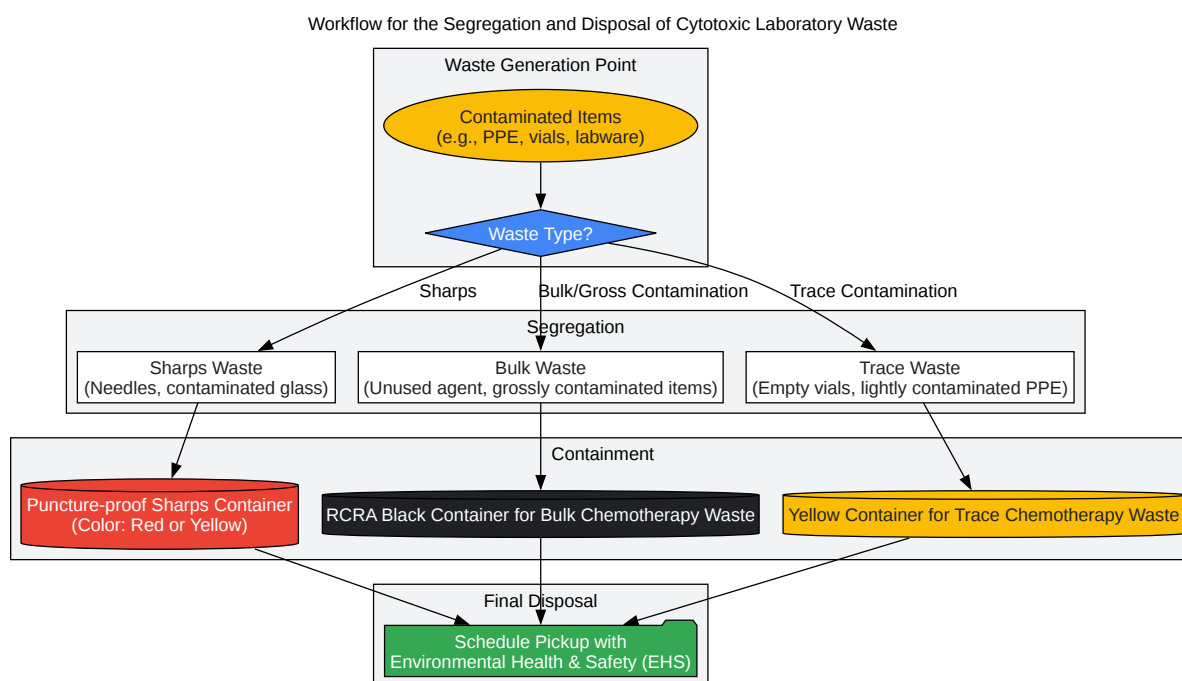 Workflow for the Segregation and Disposal of Cytotoxic Laboratory Waste
Waste Generation Point
Contaminated Items
(e.g., PPE, vials, labware)
Waste Type?
Sharps
Bulk/Gross Contamination
Trace Contamination
Segregation
Sharps Waste
(Needles, contaminated glass)
Bulk Waste
(Unused agent, grossly contaminated items)
Trace Waste
(Empty vials, lightly contaminated PPE)
Containment
Puncture-proof Sharps Container
(Color: Red or Yellow)
RCRA Black Container for Bulk Chemotherapy Waste
Yellow Container for Trace Chemotherapy Waste
Final Disposal
Schedule Pickup with
Environmental Health & Safety (EHS)